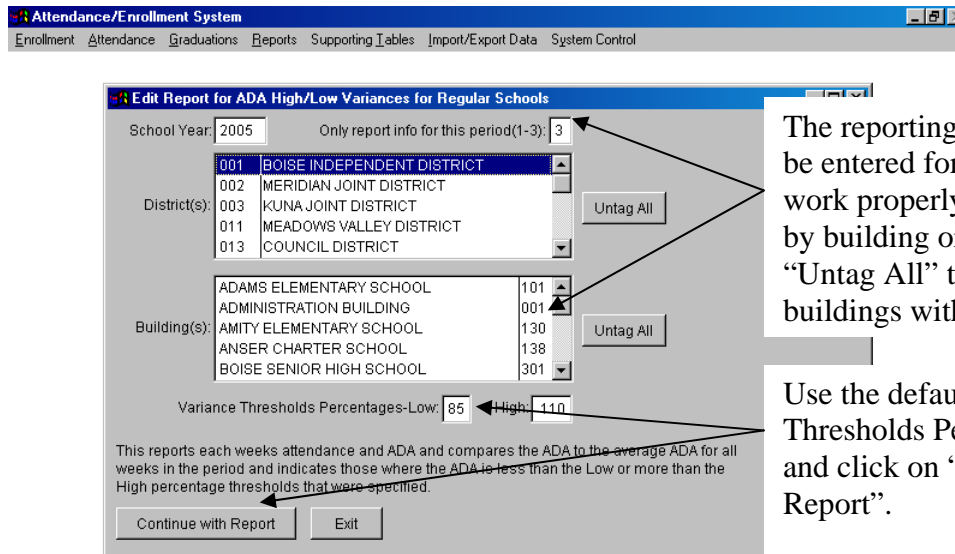 Attendance/Enrollment System
Enrollment Attendance Graduations Reports Supporting Tables Import/Export Data System Control
Edit Report for ADA High/Low Variances for Regular Schools
School Year: 2005 Only report info for this period(1-3): 3
District(s):
001 BOISE INDEPENDENT DISTRICT
002 MERIDIAN JOINT DISTRICT
003 KUNA JOINT DISTRICT
011 MEADOWS VALLEY DISTRICT
013 COUNCIL DISTRICT
Untag All
Building(s):
ADAMS ELEMENTARY SCHOOL 101
ADMINISTRATION BUILDING 001
AMITY ELEMENTARY SCHOOL 130
ANSER CHARTER SCHOOL 138
BOISE SENIOR HIGH SCHOOL 301
Untag All
Variance Thresholds Percentages-Low: 85 High: 110
This reports each weeks attendance and ADA and compares the ADA to the average ADA for all
weeks in the period and indicates those where the ADA is less than the Low or more than the
High percentage thresholds that were specified.
Continue with Report Exit
The reporting
be entered for
work properly
by building o
“Untag All” t
buildings with
Use the defau
Thresholds Pe
and click on “
Report”.